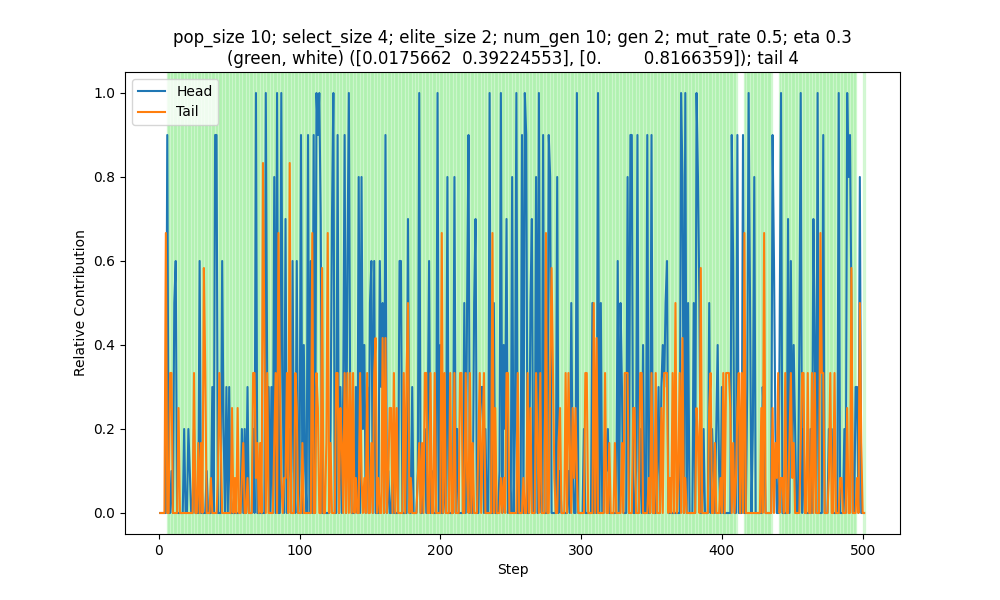 pop_size 10; select_size 4; elite_size 2; num_gen 10; gen 2; mut_rate 0.5; eta 0.3
(green, white) ([0.0175662  0.39224553], [0.        0.8166359]); tail 4
Head
Tail
1.0
0.8
0.6
0.4
0.2
0.0
Relative Contribution
0
100
200
300
400
500
Step